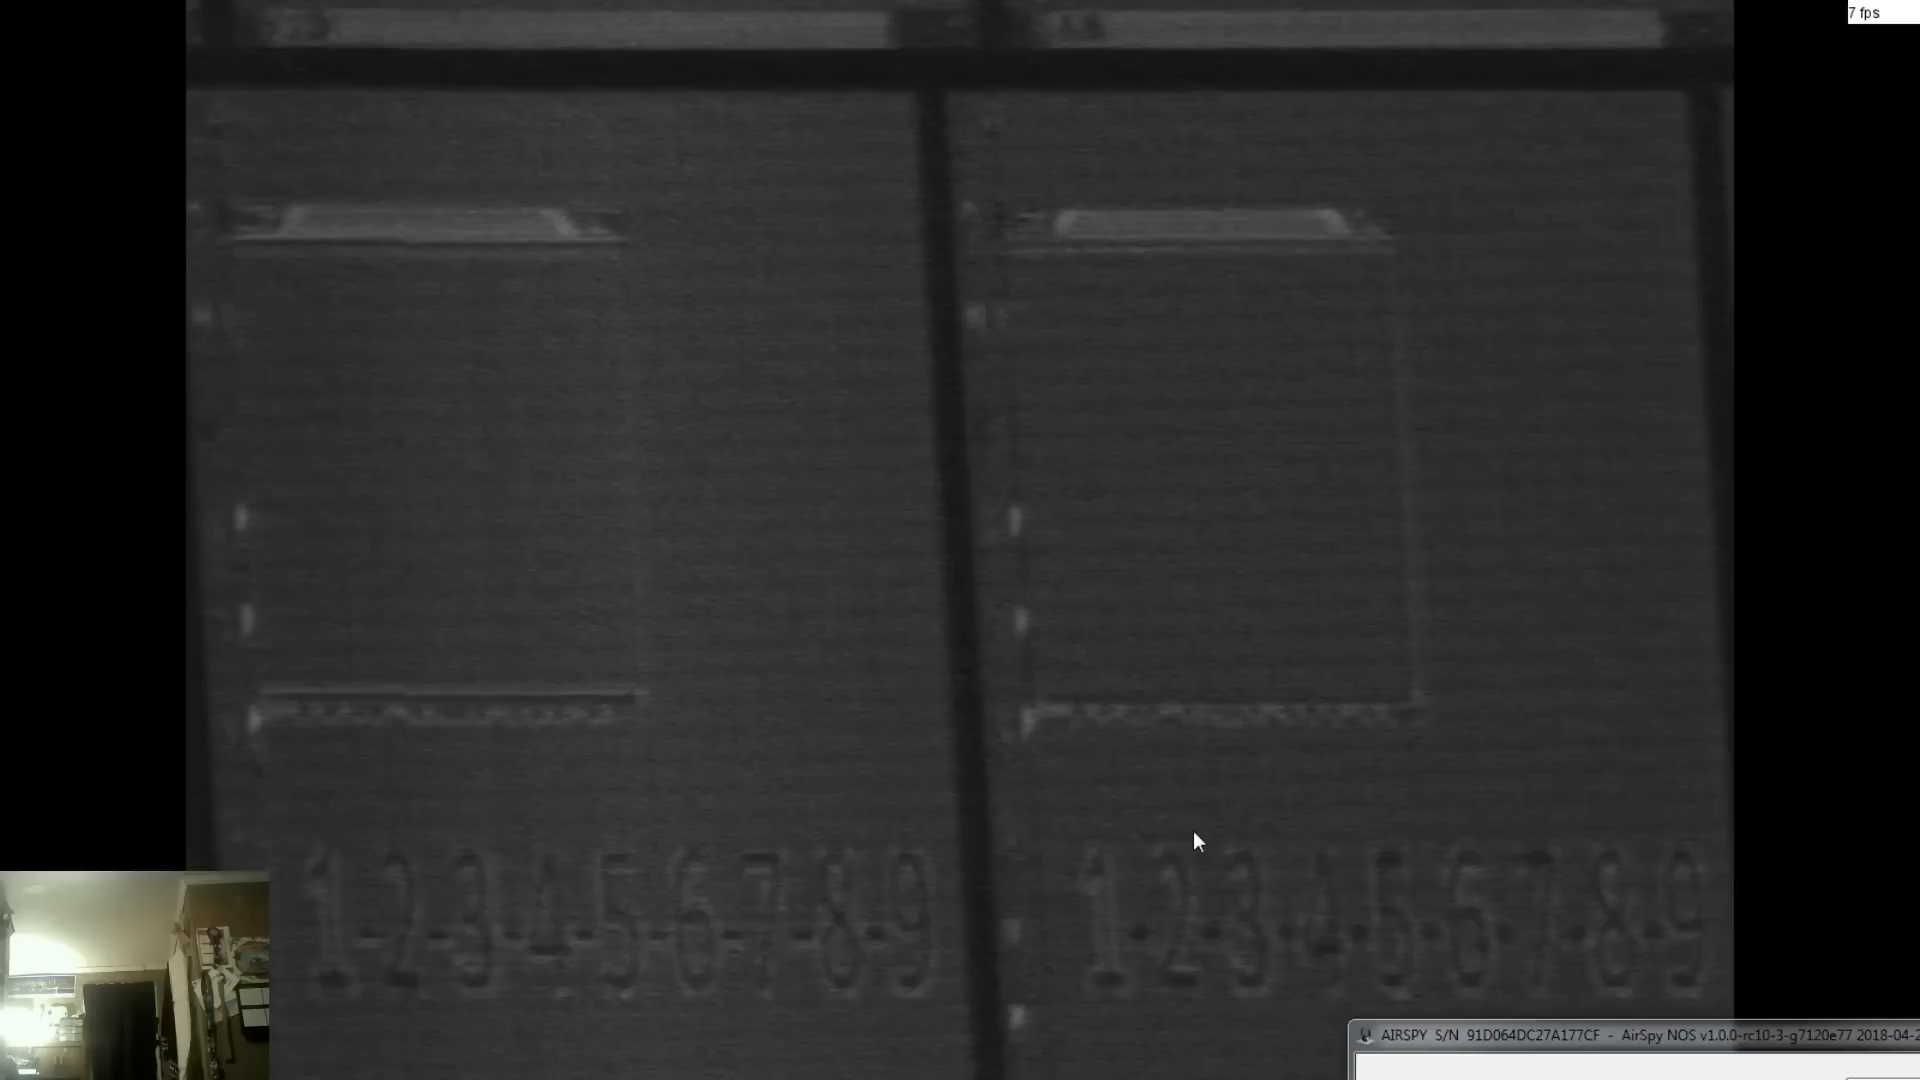 7 fps
1-2-3-4-5-6-7-8-9 1-2-3-4-5-6-7-8-9
AIRSPY S/N 91D064DC27A177CF - AirSpy NOS v1.0.0-rc10-3-g7120e77 2018-04-2